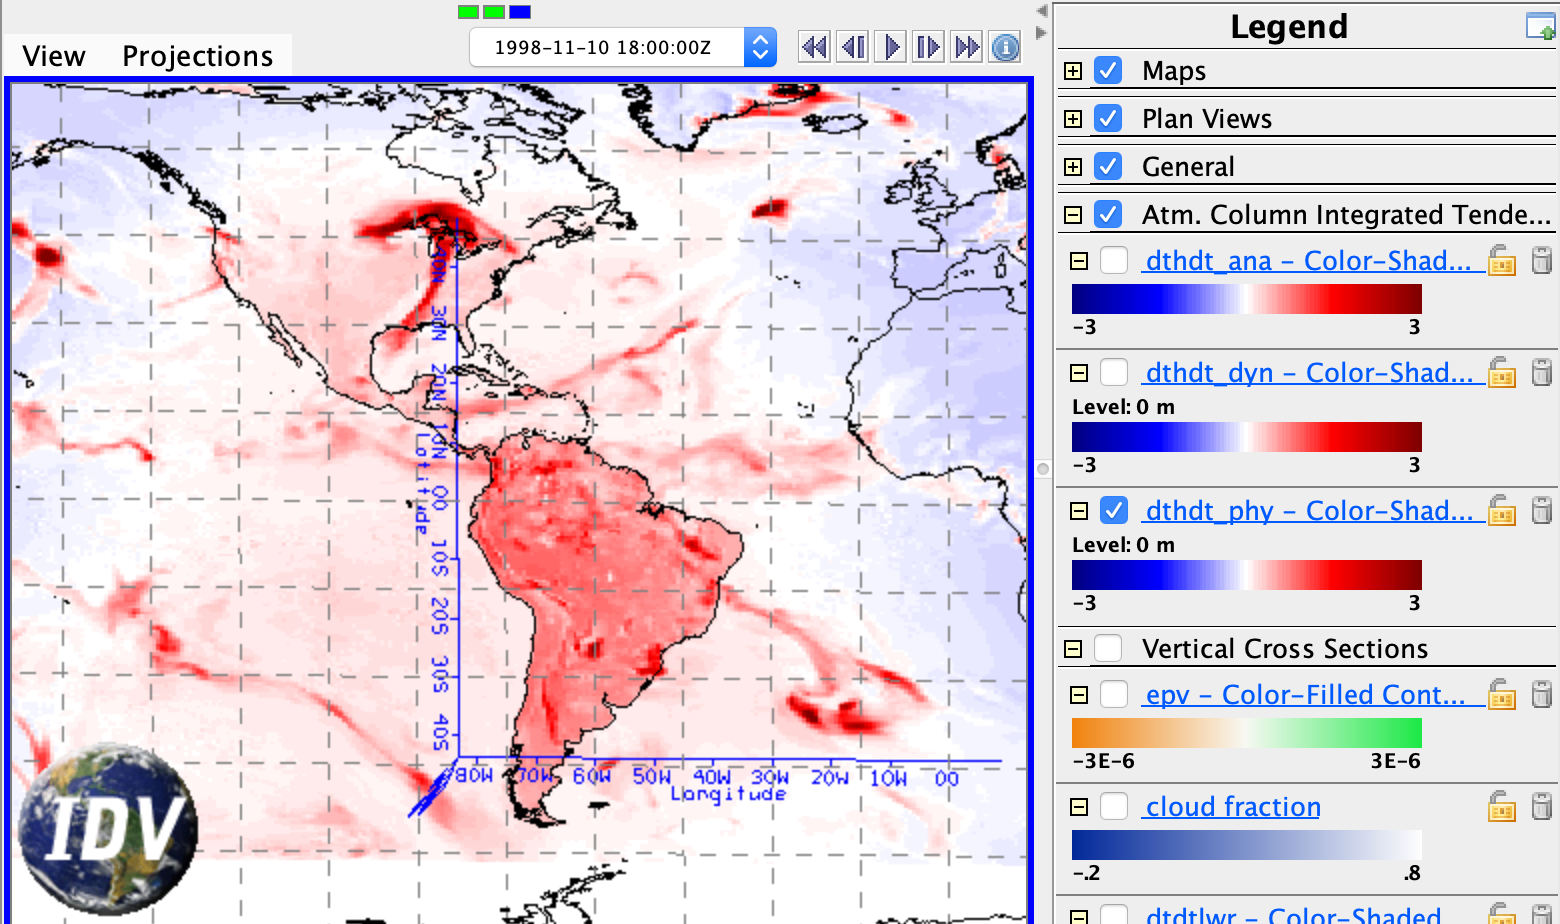 View Projections
1998-11-10 18:00:00Z
Legend
Maps
Plan Views
General
Atm. Column Integrated Tende...
dthdt_ana – Color-Shad...
-3 3
dthdt_dyn – Color-Shad...
Level: 0 m
-3 3
dthdt_phy – Color-Shad...
Level: 0 m
-3 3
Vertical Cross Sections
epv – Color-Filled Cont...
-3E-6 3E-6
cloud fraction
-.2 .8
dtdtlwr – Color-Shaded
40N
30N
20N
10N
00
10S
20S
30S
40S
Latitude
80W 70W 60W 50W 40W 30W 20W 10W 00
Longitude
IDV